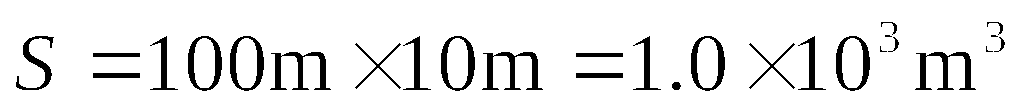 S = 100m × 10m = 1.0 × 10³ m³